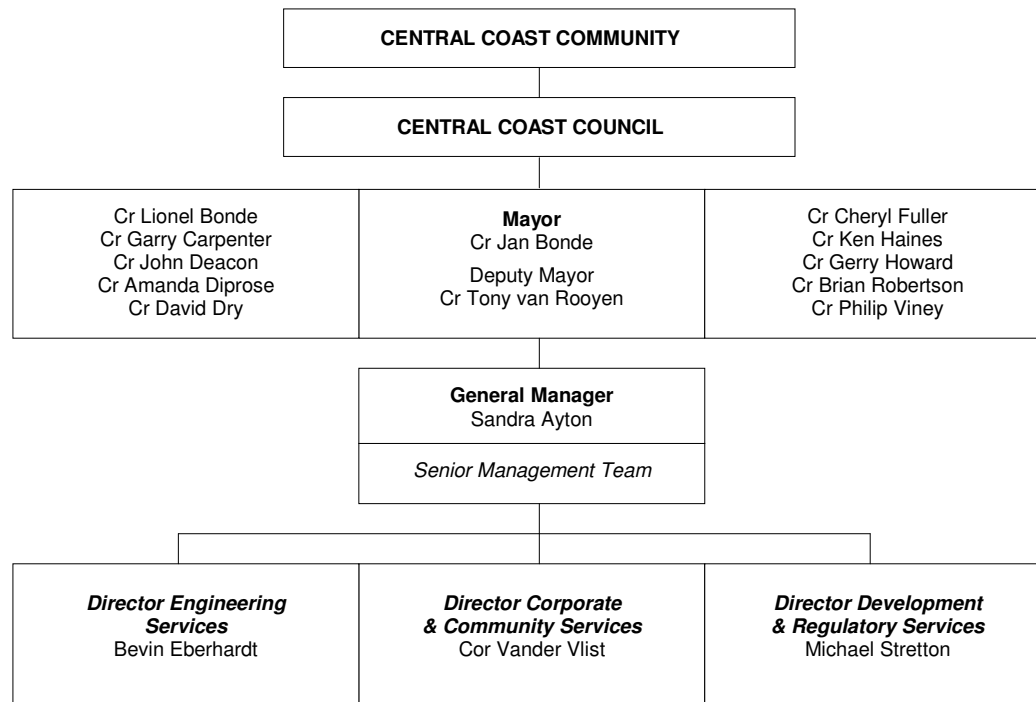 CENTRAL COAST COMMUNITY
CENTRAL COAST COUNCIL
Cr Lionel Bonde
Cr Garry Carpenter
Cr John Deacon
Cr Amanda Diprose
Cr David Dry
Mayor
Cr Jan Bonde
Deputy Mayor
Cr Tony van Rooyen
Cr Cheryl Fuller
Cr Ken Haines
Cr Gerry Howard
Cr Brian Robertson
Cr Philip Viney
General Manager
Sandra Ayton
Senior Management Team
Director Engineering
Services
Bevin Eberhardt
Director Corporate
& Community Services
Cor Vander Vlist
Director Development
& Regulatory Services
Michael Stretton